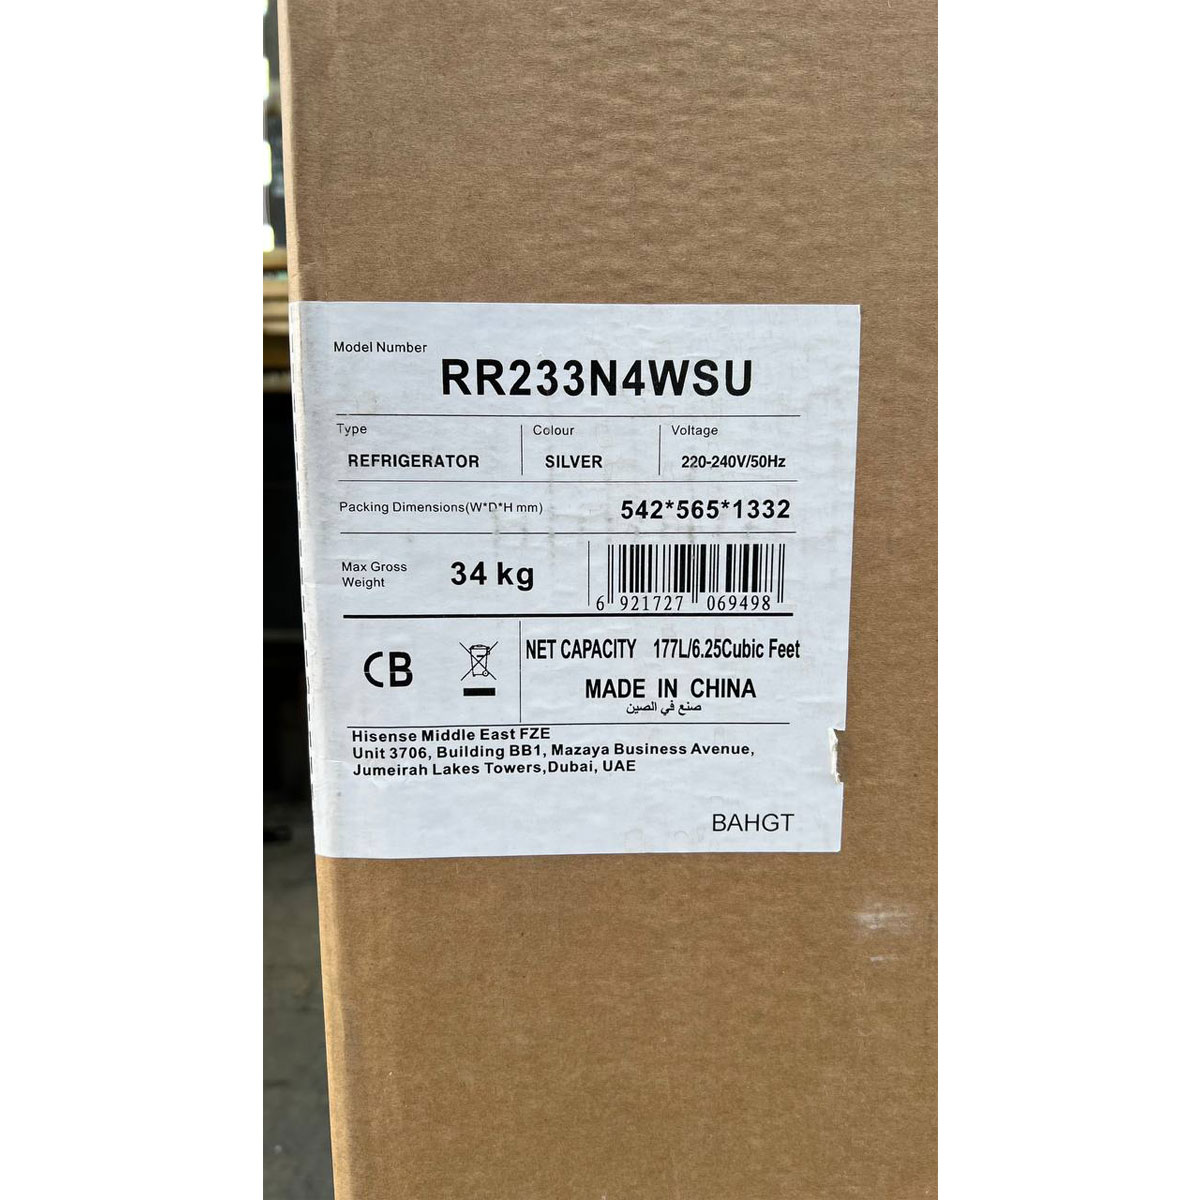 Model Number
RR233N4WSU
Type Colour Voltage
REFRIGERATOR SILVER 220-240V/50Hz
Packing Dimensions(W*D*H mm) 542*565*1332
Max Gross
Weight
34 kg
6 921727 069498
CB
NET CAPACITY 177L/6.25Cubic Feet
MADE IN CHINA
صنع في الصين
Hisense Middle East FZE
Unit 3706, Building BB1, Mazaya Business Avenue,
Jumeirah Lakes Towers,Dubai, UAE
BAHGT